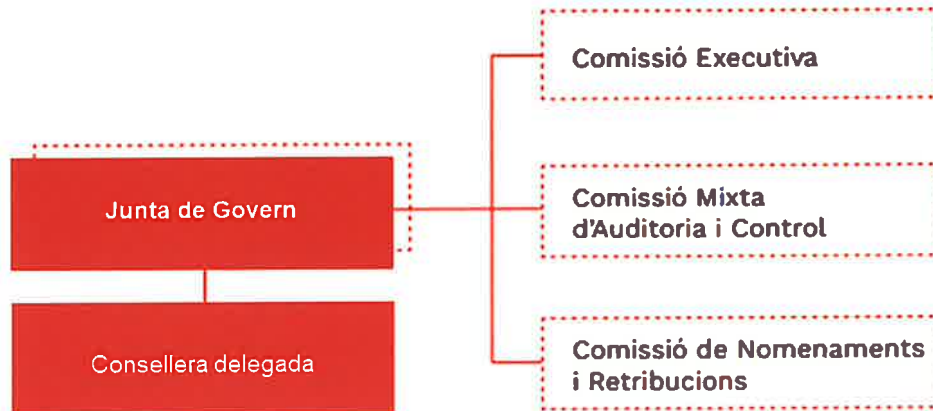 Comissió Executiva
Junta de Govern
Comissió Mixta
d'Auditoria i Control
Consellera delegada
Comissió de Nomenaments
i Retribucions